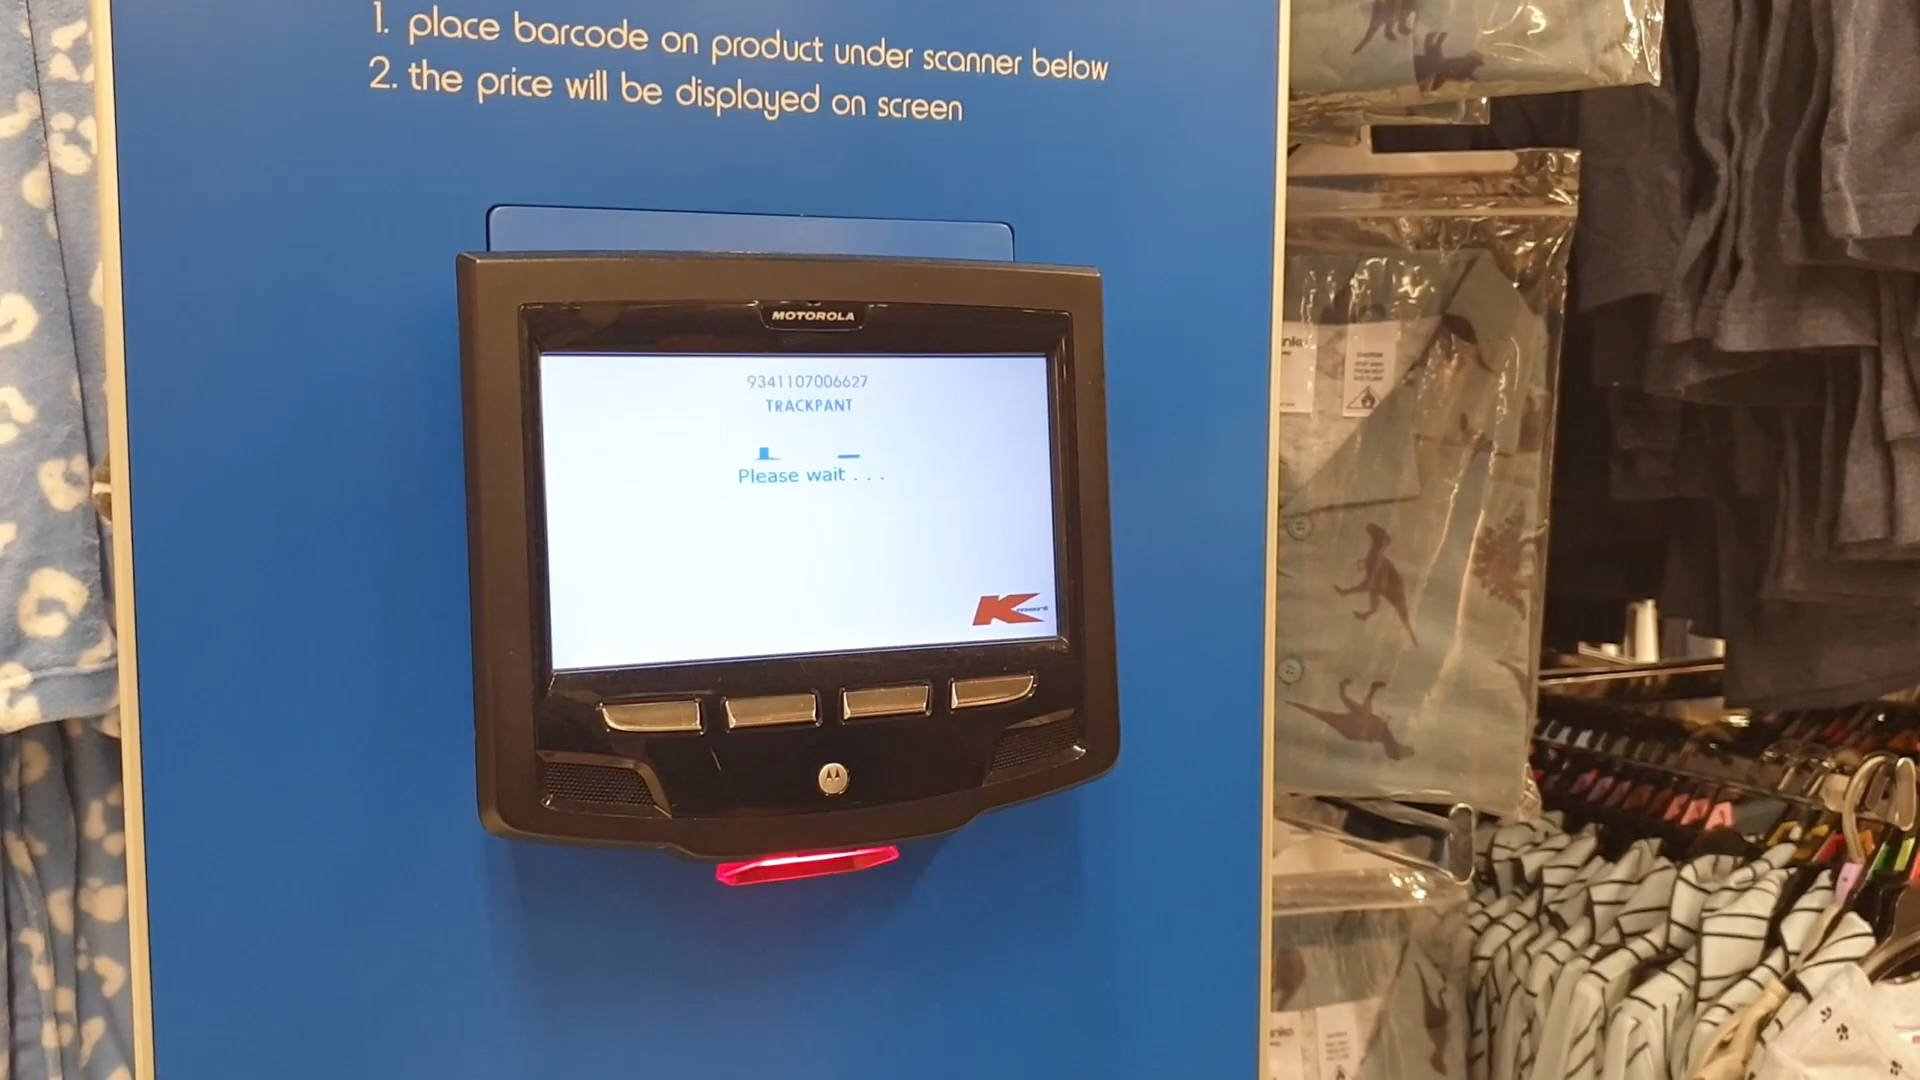 1. place barcode on product under scanner below
2. the price will be displayed on screen
MOTOROLA
9341107006627
TRACKPANT
Please wait . . .
Kmart